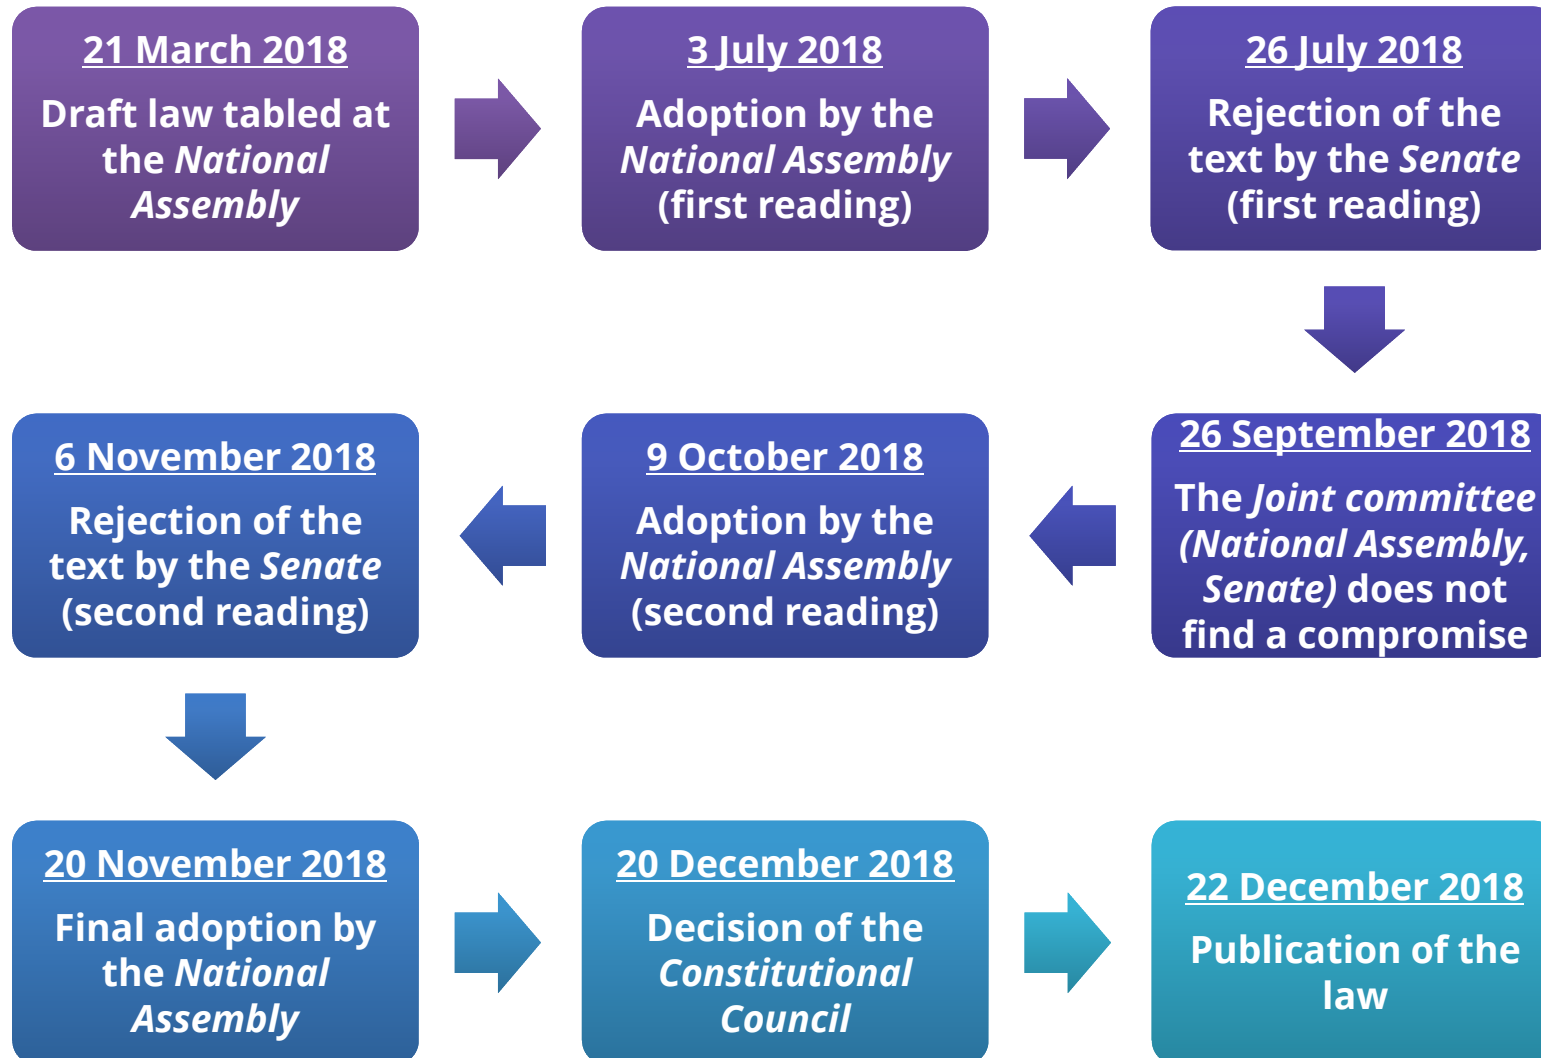 21 March 2018
Draft law tabled at
the National
Assembly
3 July 2018
Adoption by the
National Assembly
(first reading)
26 July 2018
Rejection of the
text by the Senate
(first reading)
26 September 2018
The Joint committee
(National Assembly,
Senate) does not
find a compromise
9 October 2018
Adoption by the
National Assembly
(second reading)
6 November 2018
Rejection of the
text by the Senate
(second reading)
20 November 2018
Final adoption by
the National
Assembly
20 December 2018
Decision of the
Constitutional
Council
22 December 2018
Publication of the
law